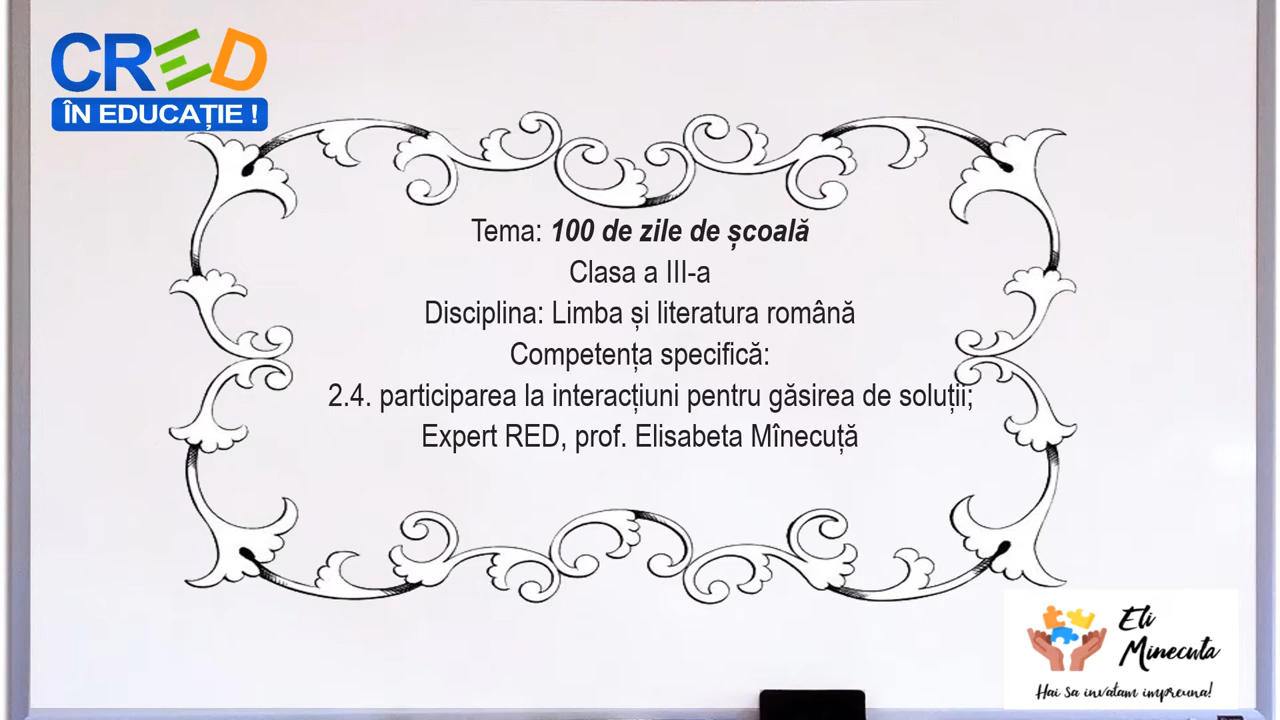 CRED
ÎN EDUCAȚIE !
Tema: 100 de zile de școală
Clasa a III-a
Disciplina: Limba și literatura română
Competența specifică:
2.4. participarea la interacțiuni pentru găsirea de soluții;
Expert RED, prof. Elisabeta Mînecuță
Eli
Minecuta
Hai sa invatam impreuna!